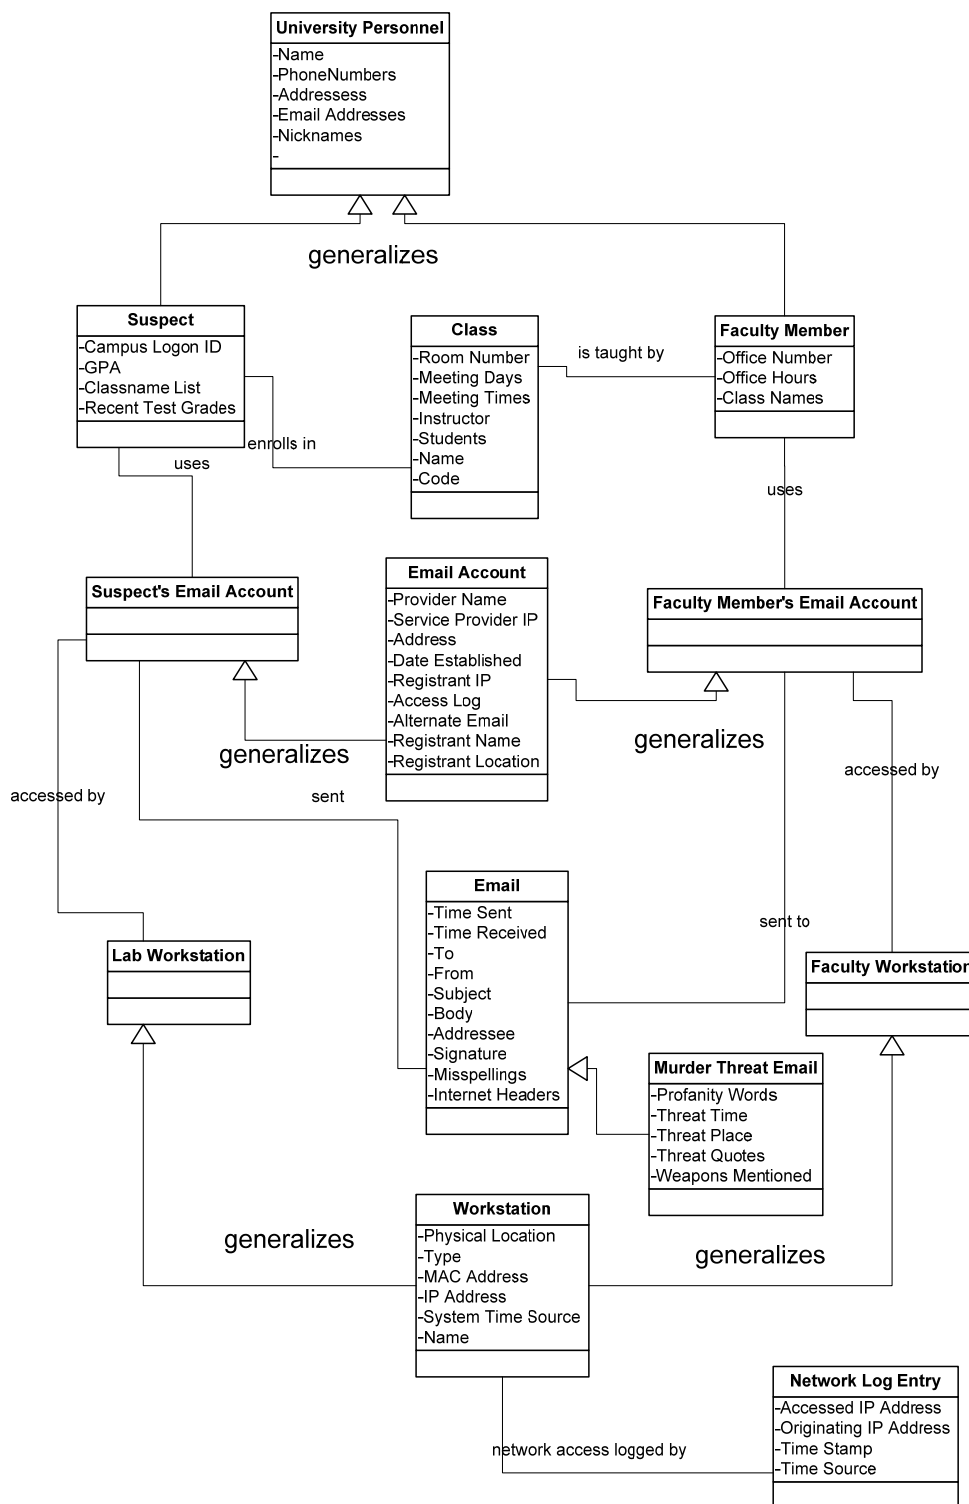 University Personnel
-Name
-PhoneNumbers
-Addressess
-Email Addresses
-Nicknames
-
generalizes
Suspect
-Campus Logon ID
-GPA
-Classname List
-Recent Test Grades
Class
-Room Number
-Meeting Days
-Meeting Times
-Instructor
-Students
-Name
-Code
is taught by
Faculty Member
-Office Number
-Office Hours
-Class Names
enrolls in
uses
uses
Suspect's Email Account
Email Account
-Provider Name
-Service Provider IP
-Address
-Date Established
-Registrant IP
-Access Log
-Alternate Email
-Registrant Name
-Registrant Location
Faculty Member's Email Account
generalizes
generalizes
accessed by
sent
accessed by
Email
-Time Sent
-Time Received
-To
-From
-Subject
-Body
-Addressee
-Signature
-Misspellings
-Internet Headers
sent to
Lab Workstation
Faculty Workstation
Murder Threat Email
-Profanity Words
-Threat Time
-Threat Place
-Threat Quotes
-Weapons Mentioned
generalizes
Workstation
-Physical Location
-Type
-MAC Address
-IP Address
-System Time Source
-Name
generalizes
network access logged by
Network Log Entry
-Accessed IP Address
-Originating IP Address
-Time Stamp
-Time Source